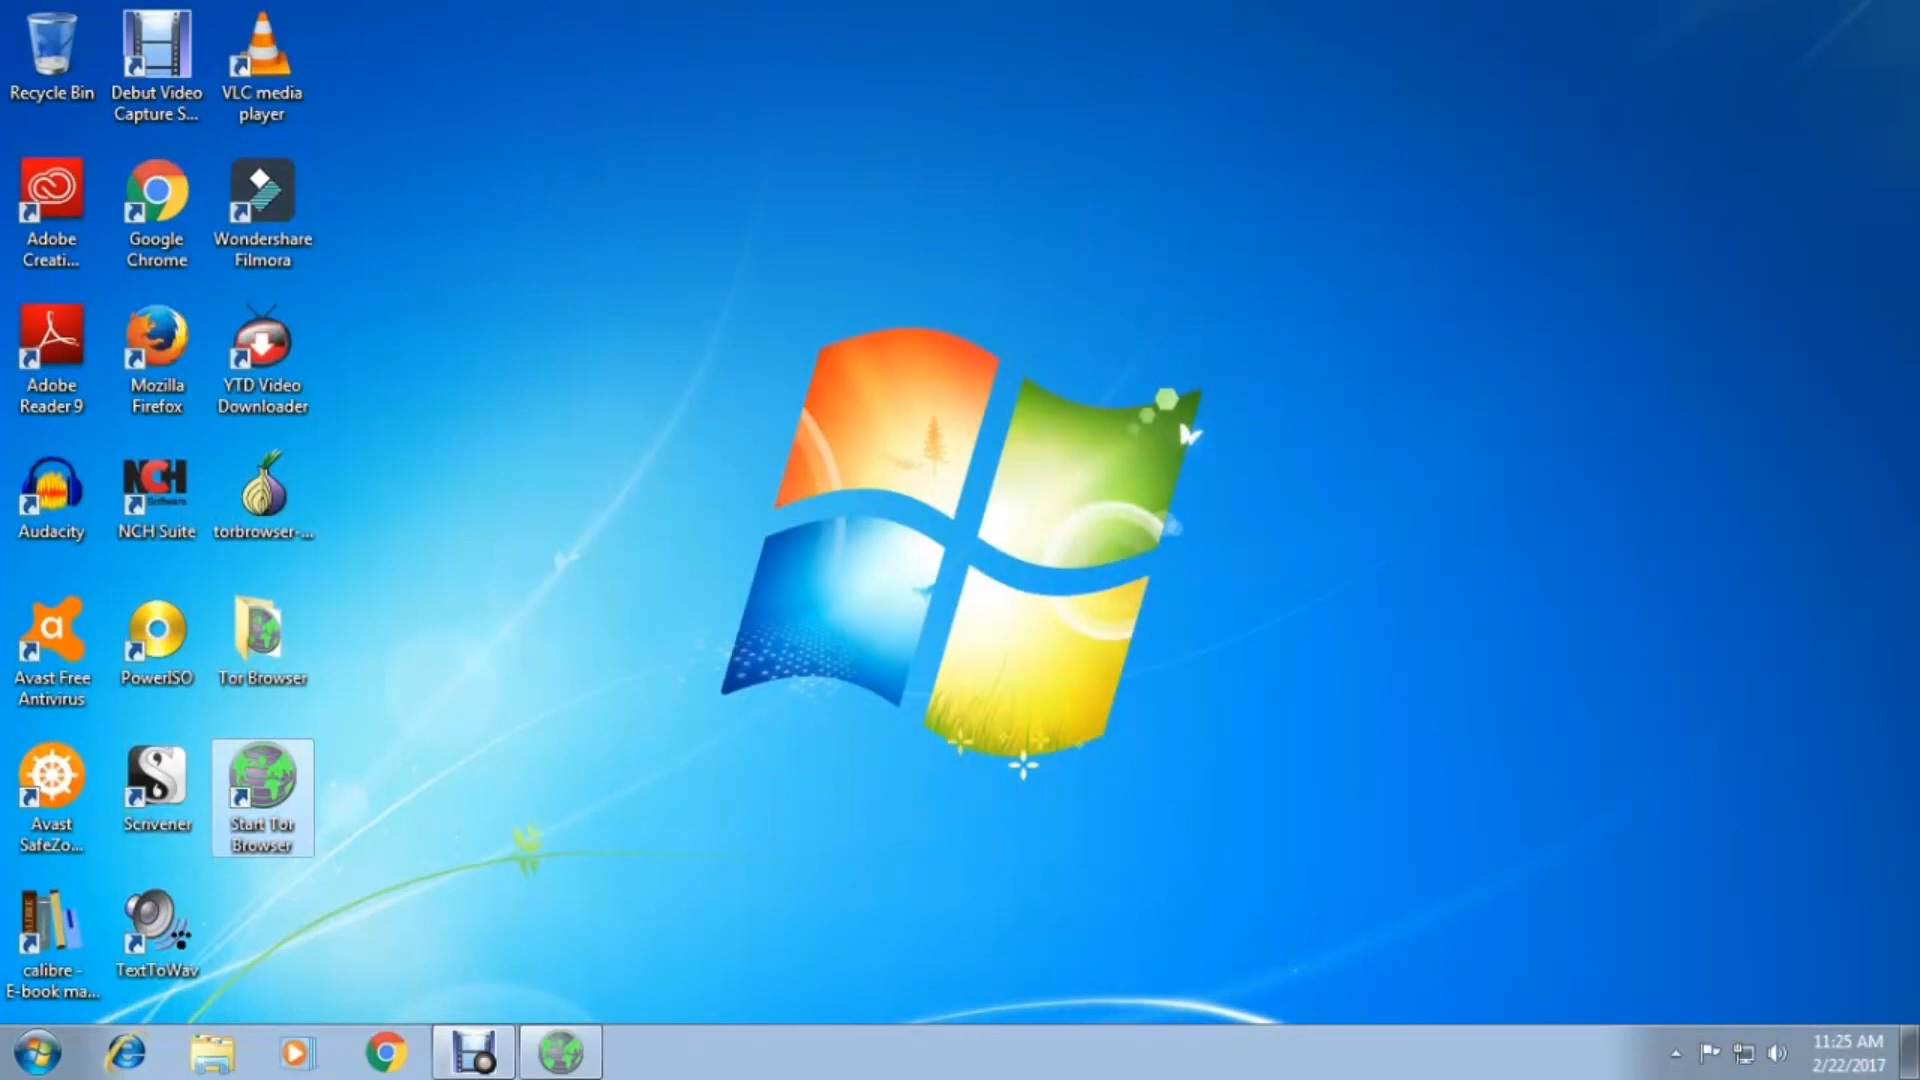 Recycle Bin
Debut Video
Capture S...
VLC media
player
Adobe
Creati...
Google
Chrome
Wondershare
Filmora
Adobe
Reader 9
Mozilla
Firefox
YTD Video
Downloader
Audacity
NCH
Software
NCH Suite
torbrowser-...
a
Avast Free
Antivirus
PowerISO
Tor Browser
Avast
SafeZo...
S
Scrivener
Start Tor
Browser
calibre -
E-book ma...
TextToWav
11:25 AM
2/22/2017